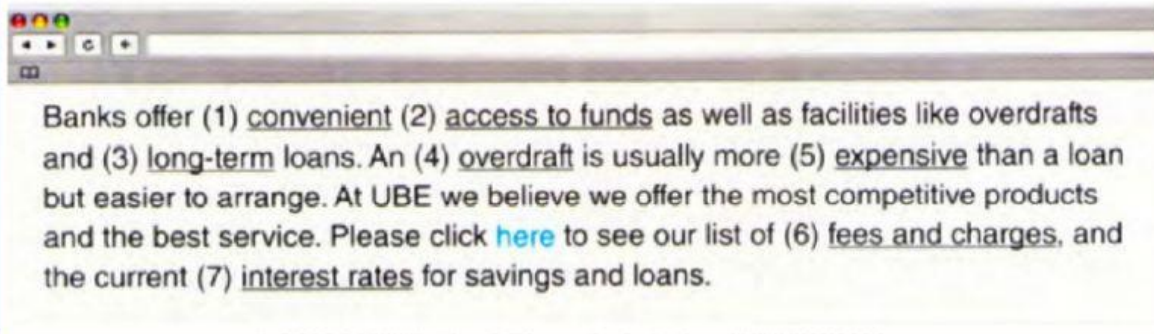 Banks offer (1) convenient (2) access to funds as well as facilities like overdrafts
and (3) long-term loans. An (4) overdraft is usually more (5) expensive than a loan
but easier to arrange. At UBE we believe we offer the most competitive products
and the best service. Please click here to see our list of (6) fees and charges, and
the current (7) interest rates for savings and loans.